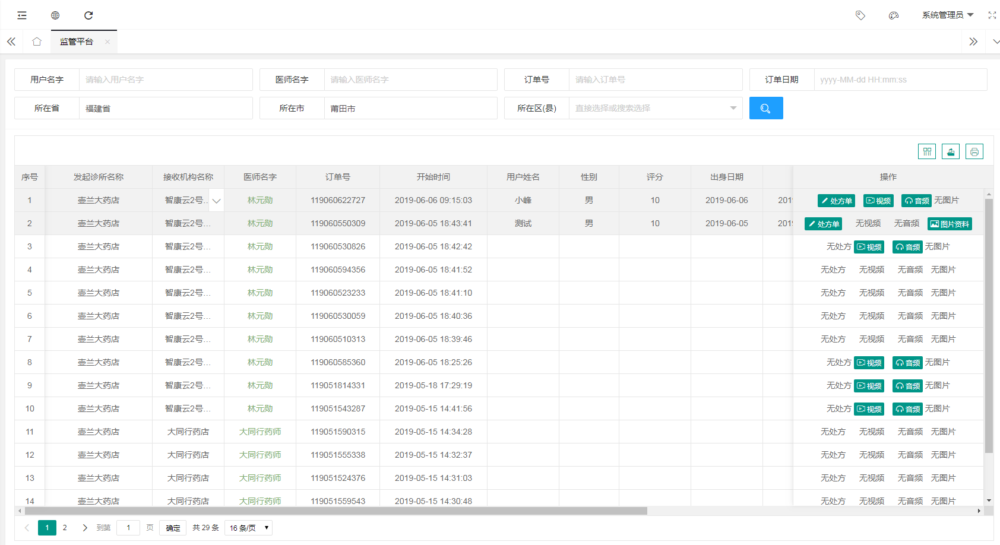 系统管理员
监管平台
用户名字 请输入用户名字 医师名字 请输入医师名字 订单号 请输入订单号 订单日期 yyyy-MM-dd HH:mm:ss
所在省 福建省 所在市 莆田市 所在区(县) 直接选择或搜索选择
序号 发起诊所名称 接收机构名称 医师名字 订单号 开始时间 用户姓名 性别 评分 出身日期 操作
1 壶兰大药店 智康云2号... 林元勋 119060622727 2019-06-06 09:15:03 小峰 男 10 2019-06-06 201 处方单 视频 音频 无图片
2 壶兰大药店 智康云2号... 林元勋 119060550309 2019-06-05 18:43:41 测试 男 10 2019-06-05 201 处方单 无视频 无音频 图片资料
3 壶兰大药店 智康云2号... 林元勋 119060530826 2019-06-05 18:42:42 无处方 视频 音频 无图片
4 壶兰大药店 智康云2号... 林元勋 119060594356 2019-06-05 18:41:52 无处方 无视频 无音频 无图片
5 壶兰大药店 智康云2号... 林元勋 119060523233 2019-06-05 18:41:10 无处方 无视频 无音频 无图片
6 壶兰大药店 智康云2号... 林元勋 119060530059 2019-06-05 18:40:36 无处方 无视频 无音频 无图片
7 壶兰大药店 智康云2号... 林元勋 119060510313 2019-06-05 18:39:46 无处方 无视频 无音频 无图片
8 壶兰大药店 智康云2号... 林元勋 119060585360 2019-06-05 18:25:26 无处方 视频 音频 无图片
9 壶兰大药店 智康云2号... 林元勋 119051814331 2019-05-18 17:29:19 无处方 视频 音频 无图片
10 壶兰大药店 智康云2号... 林元勋 119051543287 2019-05-15 14:41:56 无处方 视频 音频 无图片
11 壶兰大药店 大同行药店 大同行药师 119051590315 2019-05-15 14:34:28 无处方 无视频 无音频 无图片
12 壶兰大药店 大同行药店 大同行药师 119051555338 2019-05-15 14:32:37 无处方 无视频 无音频 无图片
13 壶兰大药店 大同行药店 大同行药师 119051524376 2019-05-15 14:31:03 无处方 无视频 无音频 无图片
14 壶兰大药店 大同行药店 大同行药师 119051559543 2019-05-15 14:30:48 无处方 无视频 无音频 无图片
1 2 到第 1 页 确定 共 29 条 16 条/页